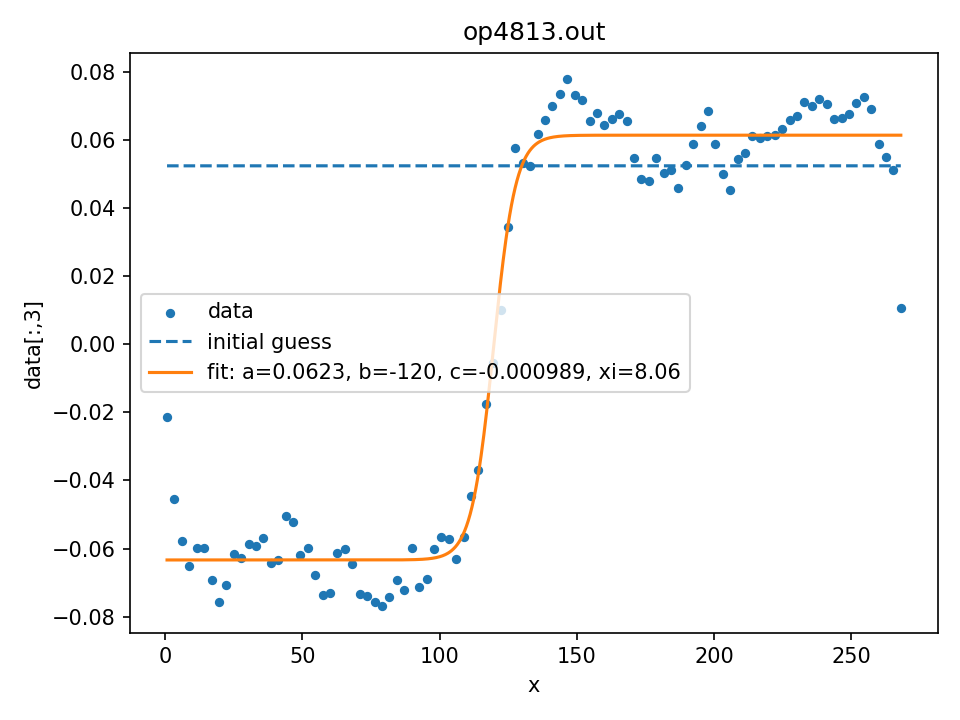 op4813.out
0.08
0.06
0.04
0.02
0.00
−0.02
−0.04
−0.06
−0.08
data[:,3]
data
initial guess
fit: a=0.0623, b=-120, c=-0.000989, xi=8.06
0 50 100 150 200 250
x